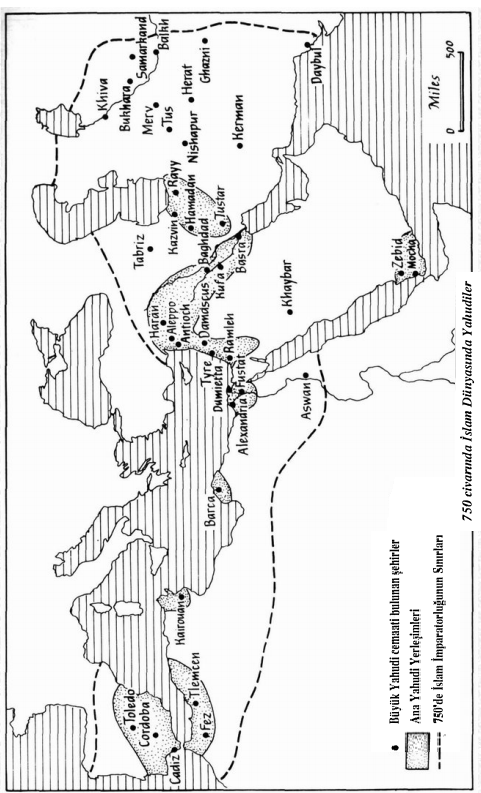 Toledo
Cordoba
Cadiz
Fez
Tlemicen
Kairouan
Barca
Alexandria
Damietta
Fustat
Tyre
Ramleh
Aswan
Haran
Aleppo
Antioch
Damascus
Baghdad
Kufa
Basra
Khaybar
Zebid
Mocha
Tabriz
Kazvin
Rayy
Hamadan
Tustar
Khiva
Bukhara
Samarkand
Balkh
Merv
Tus
Nishapur
Herat
Ghazni
Kerman
Daybul
0 500
Miles
Büyük Yahudi cemaati bulunan şehirler
Ana Yahudi Yerleşimleri
750'de İslam İmparatorluğunun Sınırları
750 civarında İslam Dünyasında Yahudiler